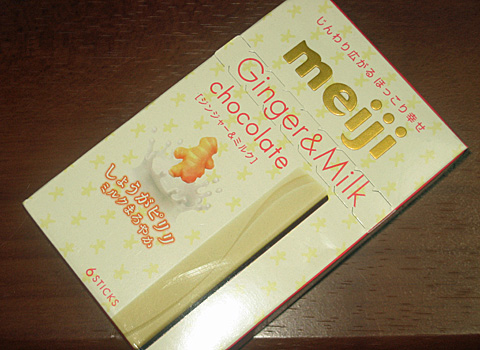 じんわり広がる ほっこり幸せ
meiji
Ginger&Milk
chocolate
[ジンジャー&ミルク]
しょうがピリリ
ミルクまろやか
6 STICKS